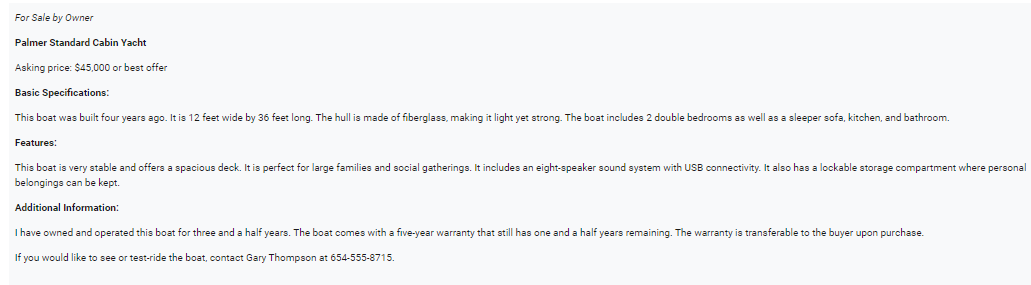 For Sale by Owner
Palmer Standard Cabin Yacht
Asking price: $45,000 or best offer
Basic Specifications:
This boat was built four years ago. It is 12 feet wide by 36 feet long. The hull is made of fiberglass, making it light yet strong. The boat includes 2 double bedrooms as well as a sleeper sofa, kitchen, and bathroom.
Features:
This boat is very stable and offers a spacious deck. It is perfect for large families and social gatherings. It includes an eight-speaker sound system with USB connectivity. It also has a lockable storage compartment where personal
belongings can be kept.
Additional Information:
I have owned and operated this boat for three and a half years. The boat comes with a five-year warranty that still has one and a half years remaining. The warranty is transferable to the buyer upon purchase.
If you would like to see or test-ride the boat, contact Gary Thompson at 654-555-8715.